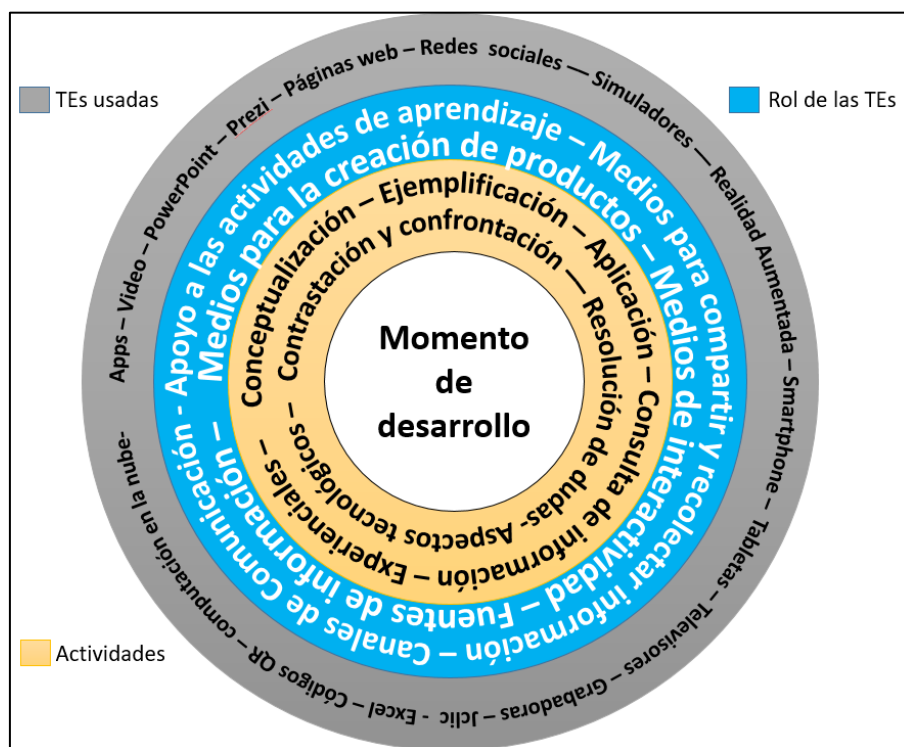 TEs usadas
Rol de las TEs
Apps – Video – PowerPoint – Prezi – Páginas web – Redes sociales — Simuladores – Realidad Aumentada – Smartphone – Tabletas – Televisores – Grabadoras – Jclic - Excel – Códigos QR – computación en la nube-
Apoyo a las actividades de aprendizaje – Medios para compartir y recolectar información – Canales de Comunicación -
Medios para la creación de productos – Medios de interactividad – Fuentes de información –
Conceptualización – Ejemplificación – Aplicación – Consulta de información – Experienciales –
Contrastación y confrontación — Resolución de dudas- Aspectos tecnológicos –
Momento
de
desarrollo
Actividades